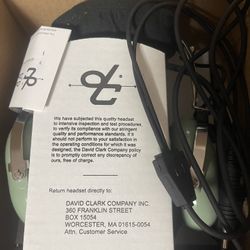 We have subjected this quality headset
to intensive inspection and test procedures
to verify its compliance with our stringent
quality and performance standards. If it
is not performing to your satisfaction in
the operating conditions for which it was
designed, the David Clark Company policy
is to promptly correct any discrepancy of
ours, free of charge.
Return headset directly to:
DAVID CLARK COMPANY INC.
360 FRANKLIN STREET
BOX 15054
WORCESTER, MA 01615-0054
Attn. Customer Service